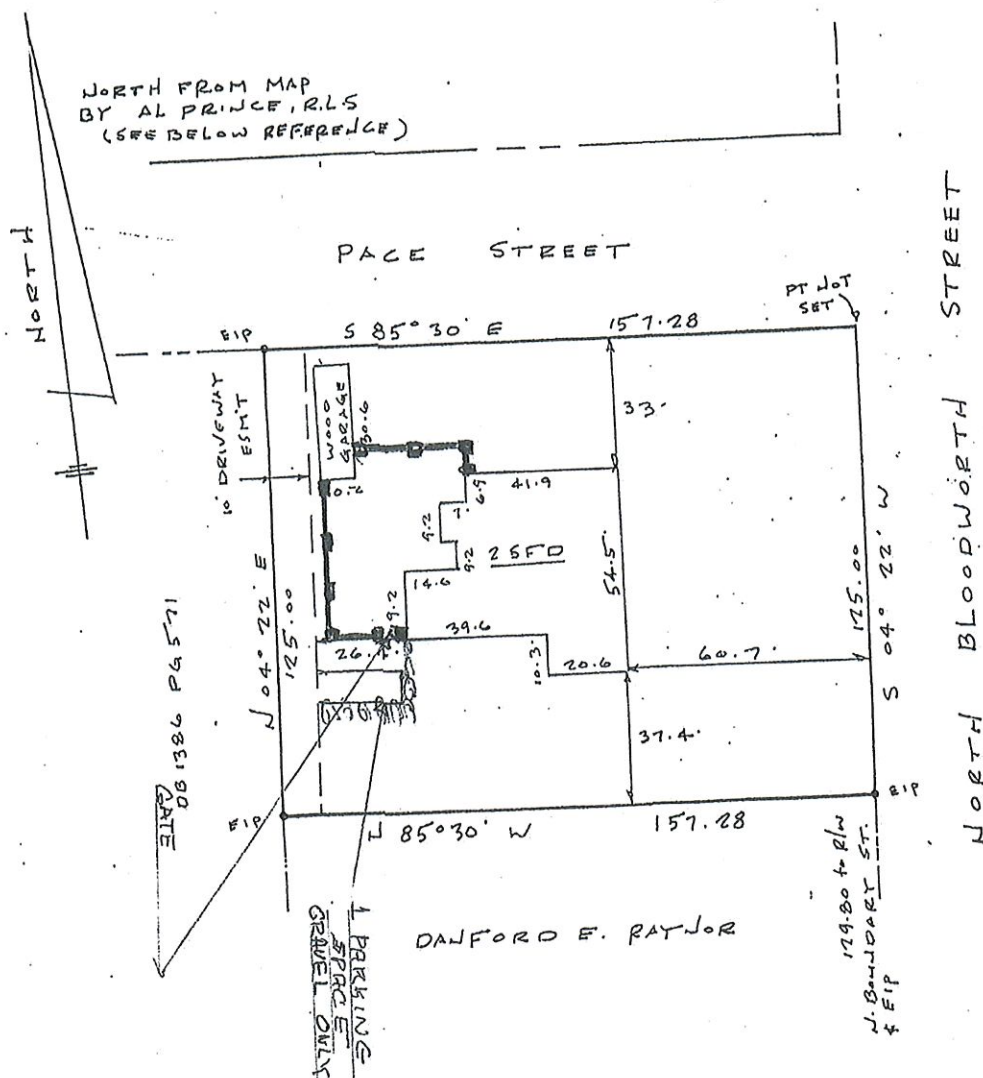 NORTH FROM MAP
BY AL PRINCE, R.L.S
(SEE BELOW REFERENCE)
NORTH
PACE STREET
NORTH BLOODWORTH STREET
PT NOT
SET
EIP
S 85° 30' E
157.28
10' DRIVEWAY
ESM'T
WOOD
GARAGE
30.6
33.
0.2
6.9
41.9
7.
9.2
9.2
2 SFD
14.6
54.5
9.2
39.6
26.
10.3
20.6
60.7
37.4
N 04° 22' E
125.00
S 04° 22' W
125.00
DB 1386 PG 571
GATE
EIP
N 85° 30' W
157.28
EIP
1 PARKING
SPACE
GRAVEL ONLY
DANFORD E. RAYNOR
129.80 to R/W
N. BOUNDARY ST.
& EIP